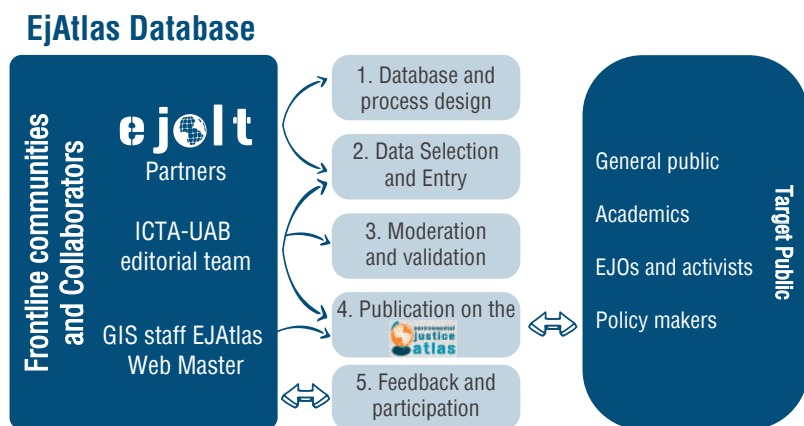 EjAtlas Database
Frontline communities
and Collaborators
ejolt
Partners
ICTA-UAB
editorial team
GIS staff EJAtlas
Web Master
1. Database and
process design
2. Data Selection
and Entry
3. Moderation
and validation
4. Publication on the
environmental
justice
atlas
5. Feedback and
participation
General public
Academics
EJOs and activists
Policy makers
Target Public